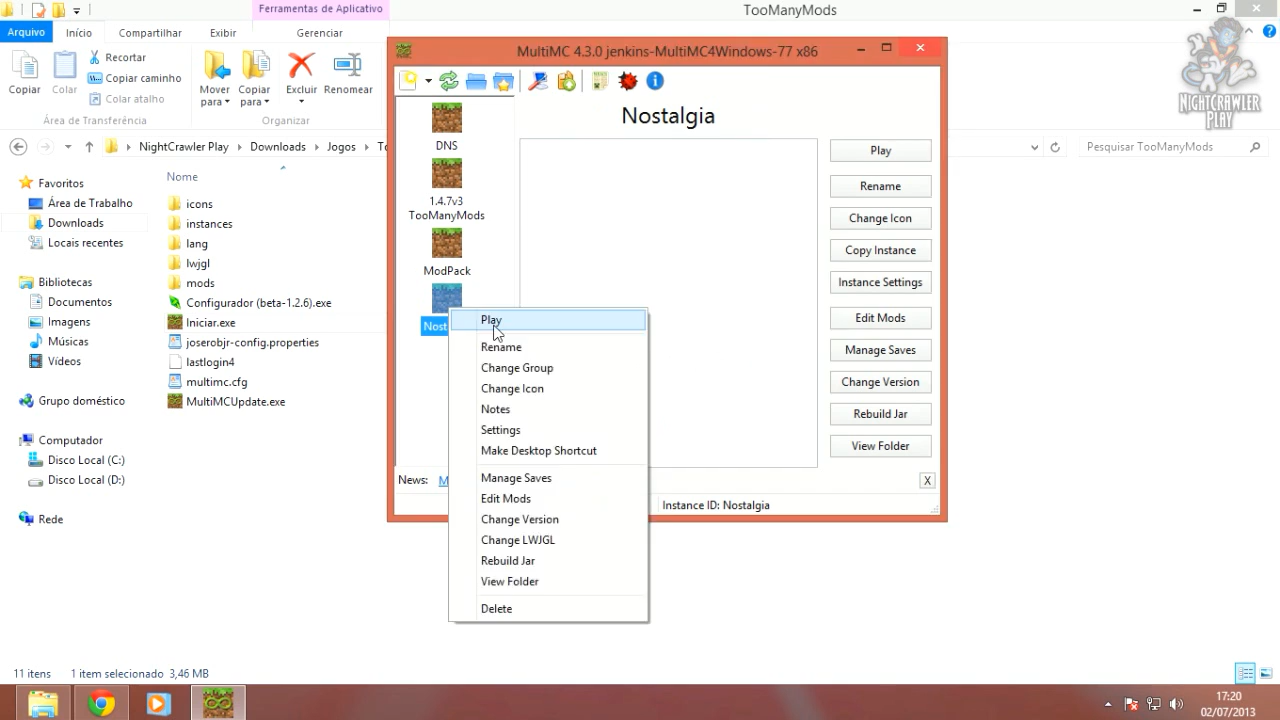 Ferramentas de Aplicativo
TooManyMods
Arquivo
Início
Compartilhar
Exibir
Gerenciar
Copiar
Colar
Recortar
Copiar caminho
Colar atalho
Mover para
Copiar para
Excluir
Renomear
Área de Transferência
Organizar
NIGHTCRAWLER
PLAY
NightCrawler Play
Downloads
Jogos
Pesquisar TooManyMods
Favoritos
Área de Trabalho
Downloads
Locais recentes
Bibliotecas
Documentos
Imagens
Músicas
Vídeos
Grupo doméstico
Computador
Disco Local (C:)
Disco Local (D:)
Rede
Nome
icons
instances
lang
lwjgl
mods
Configurador (beta-1.2.6).exe
Iniciar.exe
joserobjr-config.properties
lastlogin4
multimc.cfg
MultiMCUpdate.exe
MultiMC 4.3.0 jenkins-MultiMC4Windows-77 x86
Nostalgia
DNS
1.4.7v3
TooManyMods
ModPack
Nost
Play
Rename
Change Group
Change Icon
Notes
Settings
Make Desktop Shortcut
Manage Saves
Edit Mods
Change Version
Change LWJGL
Rebuild Jar
View Folder
Delete
Play
Rename
Change Icon
Copy Instance
Instance Settings
Edit Mods
Manage Saves
Change Version
Rebuild Jar
View Folder
News:
X
Instance ID: Nostalgia
11 itens
1 item selecionado 3,46 MB
17:20
02/07/2013